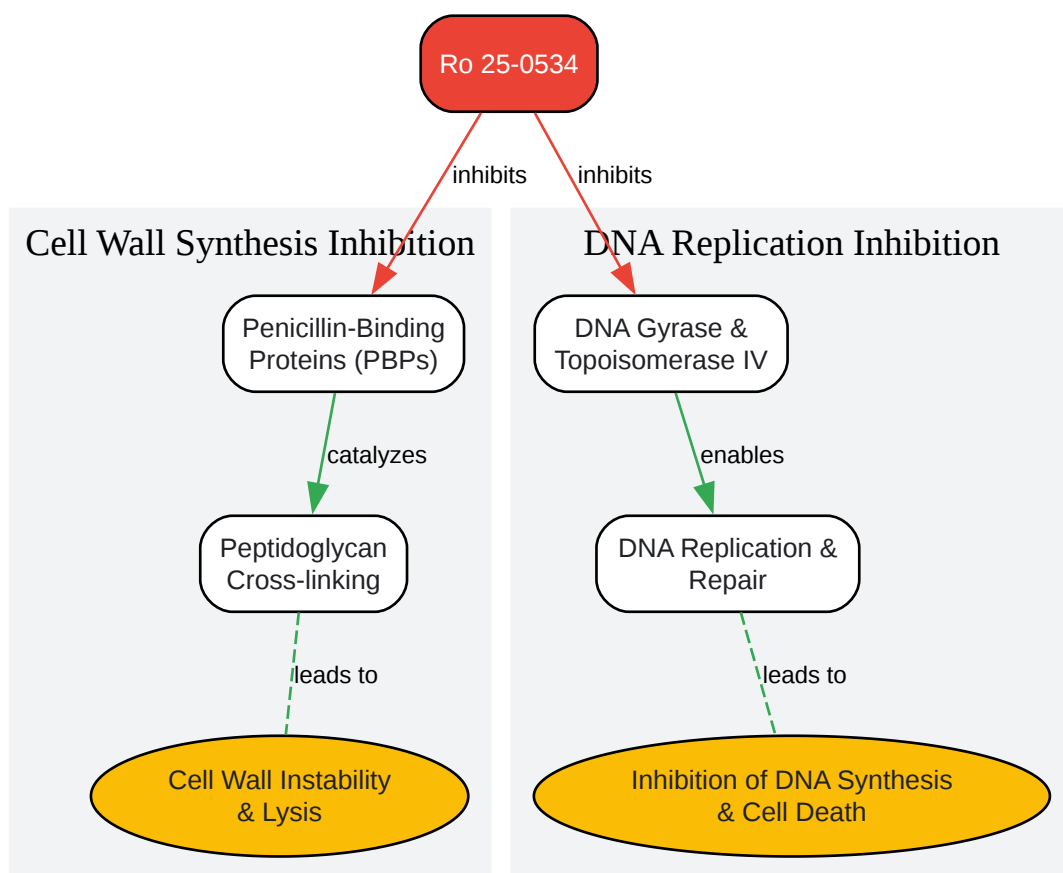 Ro 25-0534
inhibits
inhibits
Cell Wall Synthesis Inhibition
DNA Replication Inhibition
Penicillin-Binding
Proteins (PBPs)
DNA Gyrase &
Topoisomerase IV
catalyzes
enables
Peptidoglycan
Cross-linking
DNA Replication &
Repair
leads to
leads to
Cell Wall Instability
& Lysis
Inhibition of DNA Synthesis
& Cell Death